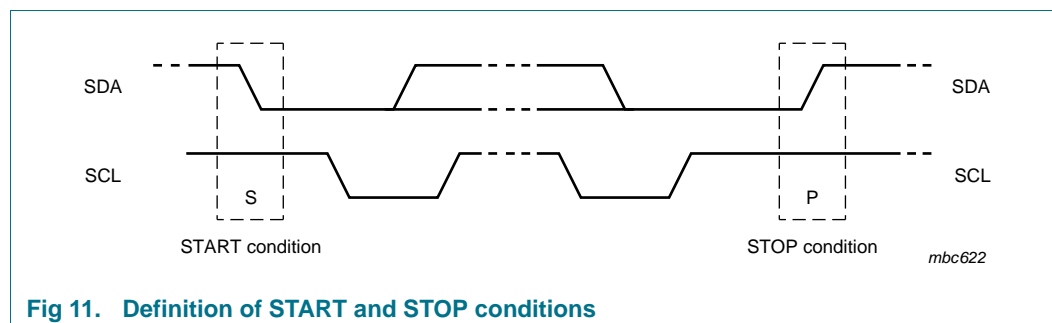 SDA
SDA
SCL
SCL
S
P
START condition
STOP condition
mbc622
Fig 11. Definition of START and STOP conditions